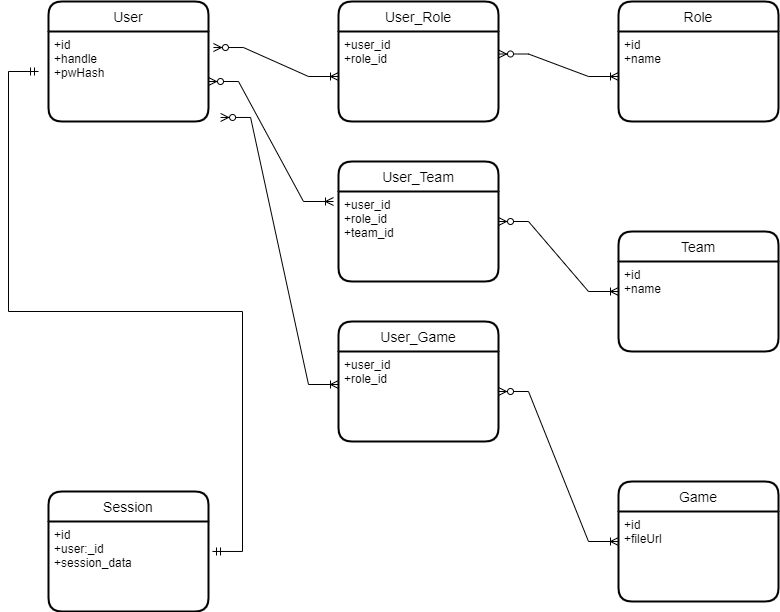 User
+id
+handle
+pwHash
User_Role
+user_id
+role_id
Role
+id
+name
User_Team
+user_id
+role_id
+team_id
Team
+id
+name
User_Game
+user_id
+role_id
Session
+id
+user:_id
+session_data
Game
+id
+fileUrl